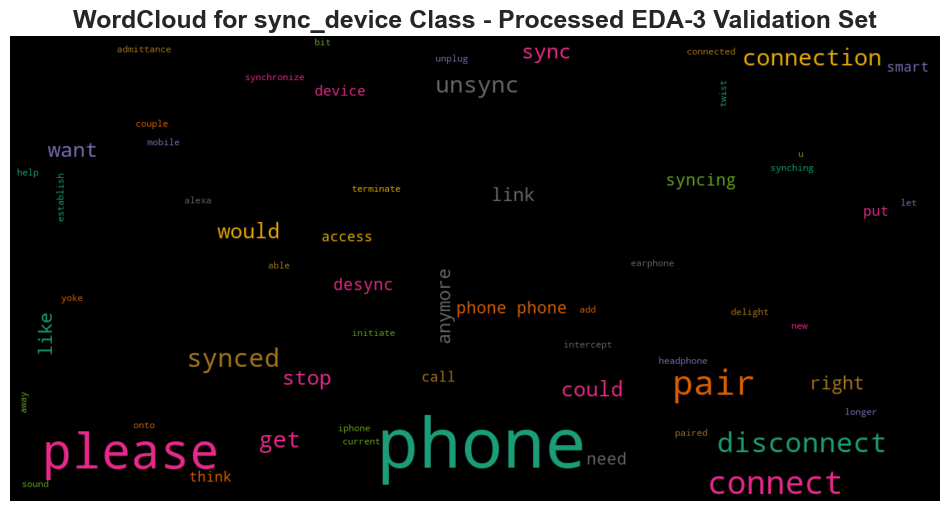 WordCloud for sync_device Class - Processed EDA-3 Validation Set
bit
admittance
sync
connected
connection
unplug
smart
synchronize
unsync
device
twist
couple
mobile
want
u
help
synching
establish
syncing
terminate
link
alexa
let
put
would
access
able
earphone
desync
anymore
yoke
phone phone
add
delight
like
new
initiate
intercept
synced
headphone
stop
call
could
pair
right
away
longer
onto
iphone
current
please
get
phone
paired
disconnect
need
think
sound
connect